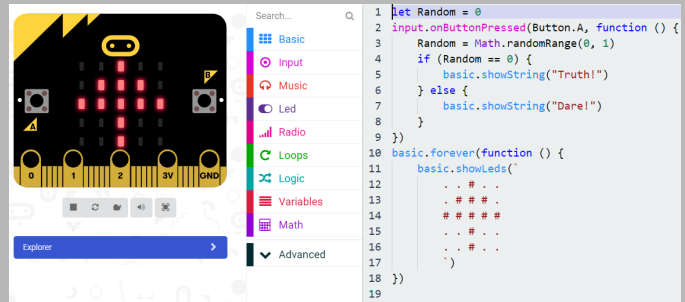 B
A
0 1 2 3V GND
Explorer
Search...
Basic
Input
Music
Led
Radio
Loops
Logic
Variables
Math
Advanced
1 let Random = 0
2 input.onButtonPressed(Button.A, function () {
3     Random = Math.randomRange(0, 1)
4     if (Random == 0) {
5         basic.showString("Truth!")
6     } else {
7         basic.showString("Dare!")
8     }
9 })
10 basic.forever(function () {
11     basic.showLeds(`
12         . . # . .
13         . # # # .
14         # # # # #
15         . . # . .
16         . . # . .
17         `)
18 })
19